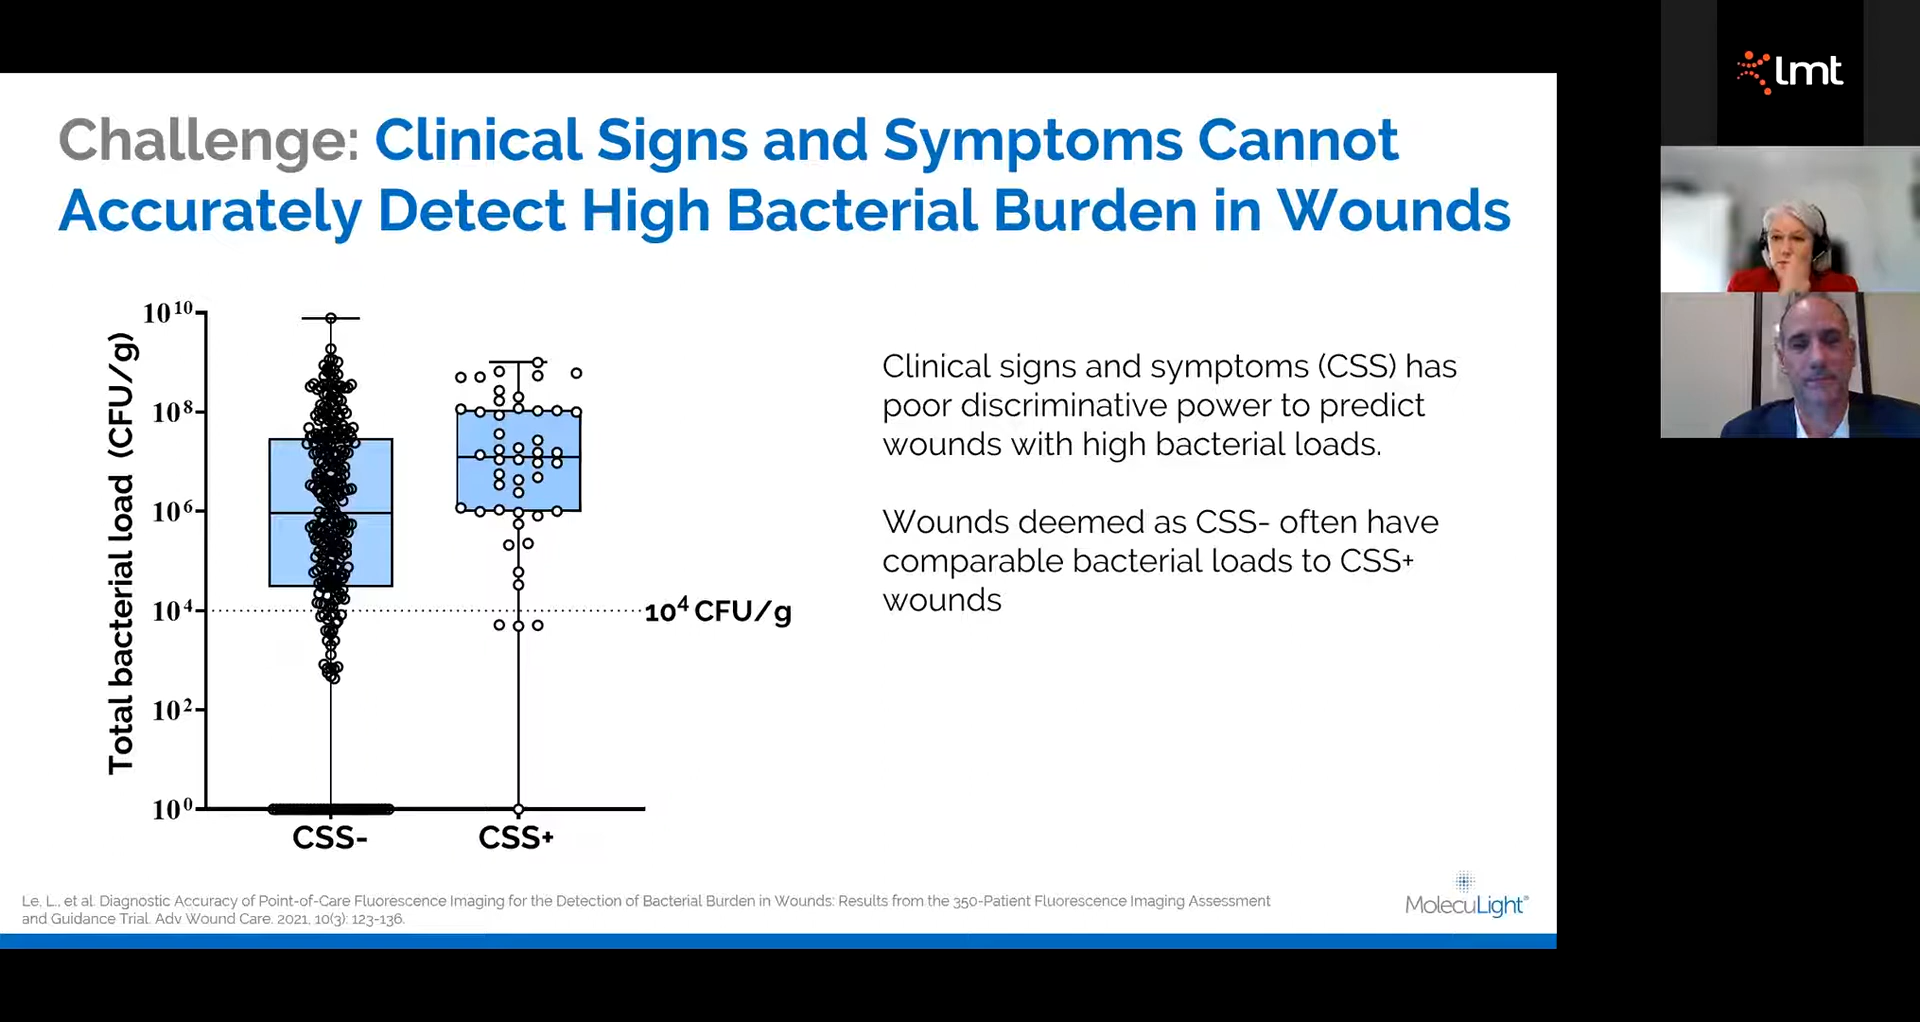 Challenge: Clinical Signs and Symptoms Cannot
Accurately Detect High Bacterial Burden in Wounds
Total bacterial load (CFU/g)
10¹⁰
10⁸
10⁶
10⁴
10²
10⁰
10⁴ CFU/g
CSS-
CSS+
Clinical signs and symptoms (CSS) has
poor discriminative power to predict
wounds with high bacterial loads.
Wounds deemed as CSS- often have
comparable bacterial loads to CSS+
wounds
Le, L., et al. Diagnostic Accuracy of Point-of-Care Fluorescence Imaging for the Detection of Bacterial Burden in Wounds: Results from the 350-Patient Fluorescence Imaging Assessment
and Guidance Trial. Adv Wound Care. 2021, 10(3): 123-136.
MolecuLight®
lmt